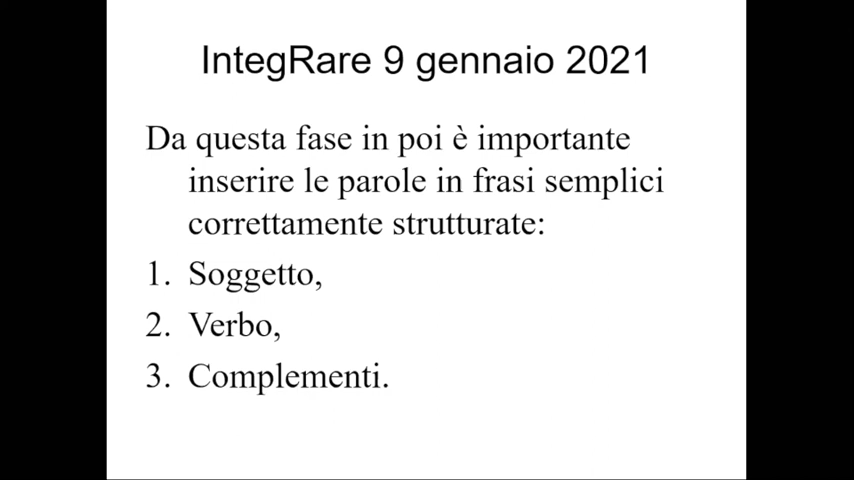 IntegRare 9 gennaio 2021
Da questa fase in poi è importante
inserire le parole in frasi semplici
correttamente strutturate:
1. Soggetto,
2. Verbo,
3. Complementi.